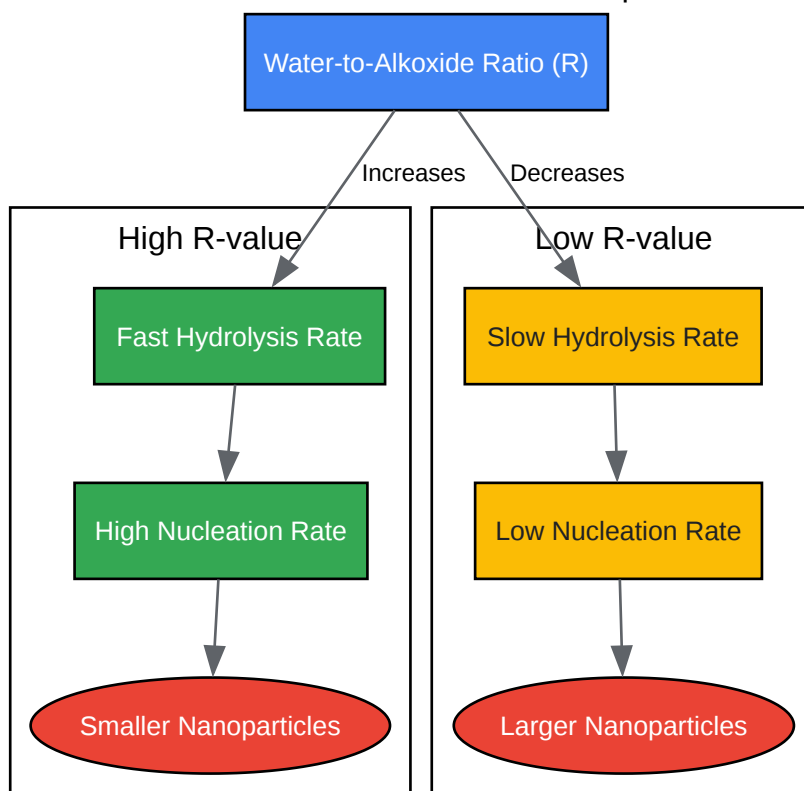 Water-to-Alkoxide Ratio (R)
Increases
Decreases
High R-value
Low R-value
Fast Hydrolysis Rate
Slow Hydrolysis Rate
High Nucleation Rate
Low Nucleation Rate
Smaller Nanoparticles
Larger Nanoparticles